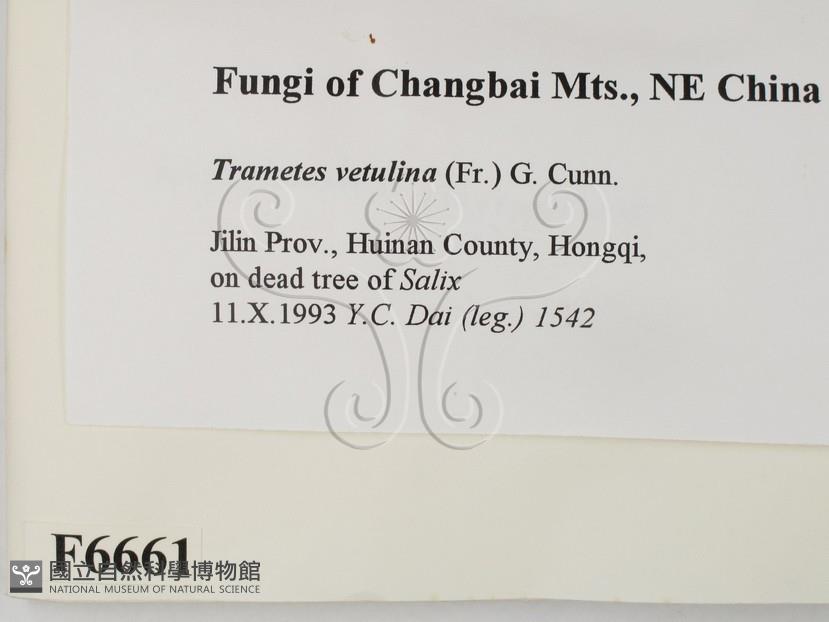 Fungi of Changbai Mts., NE China
Trametes vetulina (Fr.) G. Cunn.
Jilin Prov., Huinan County, Hongqi,
on dead tree of Salix
11.X.1993 Y.C. Dai (leg.) 1542
F6661
國立自然科學博物館
NATIONAL MUSEUM OF NATURAL SCIENCE